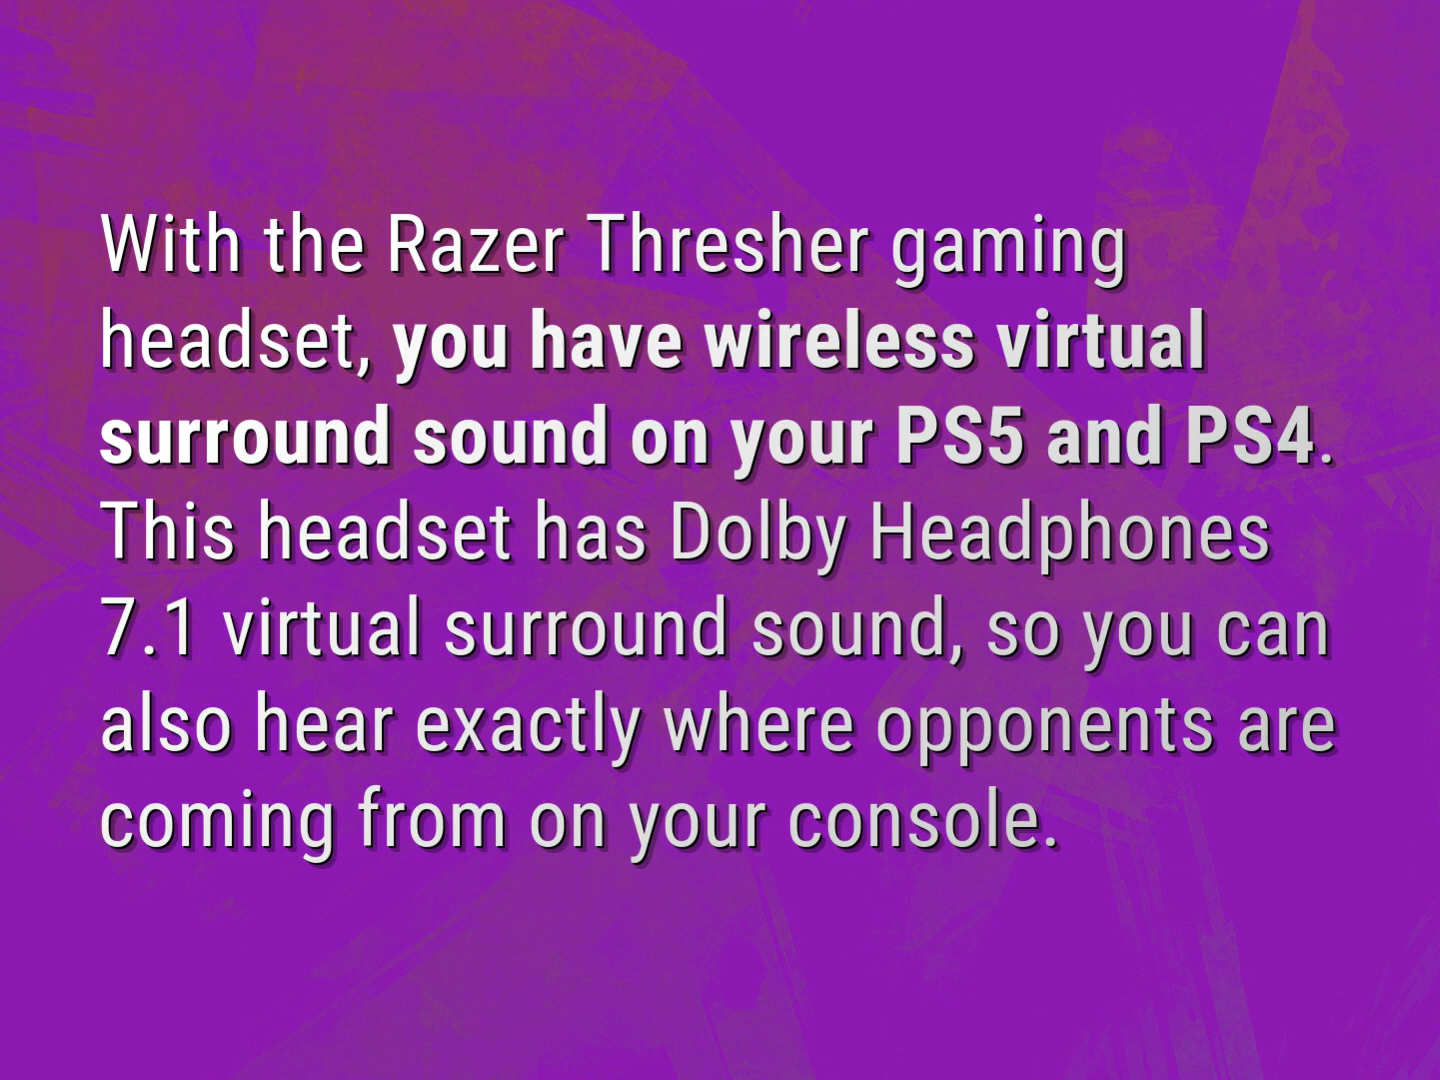 With the Razer Thresher gaming
headset, you have wireless virtual
surround sound on your PS5 and PS4.
This headset has Dolby Headphones
7.1 virtual surround sound, so you can
also hear exactly where opponents are
coming from on your console.